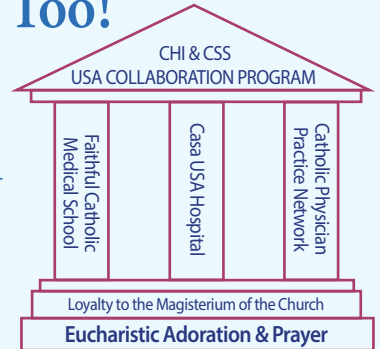 Too!
CHI & CSS
USA COLLABORATION PROGRAM
Faithful Catholic
Medical School
Casa USA Hospital
Catholic Physician
Practice Network
Loyalty to the Magisterium of the Church
Eucharistic Adoration & Prayer